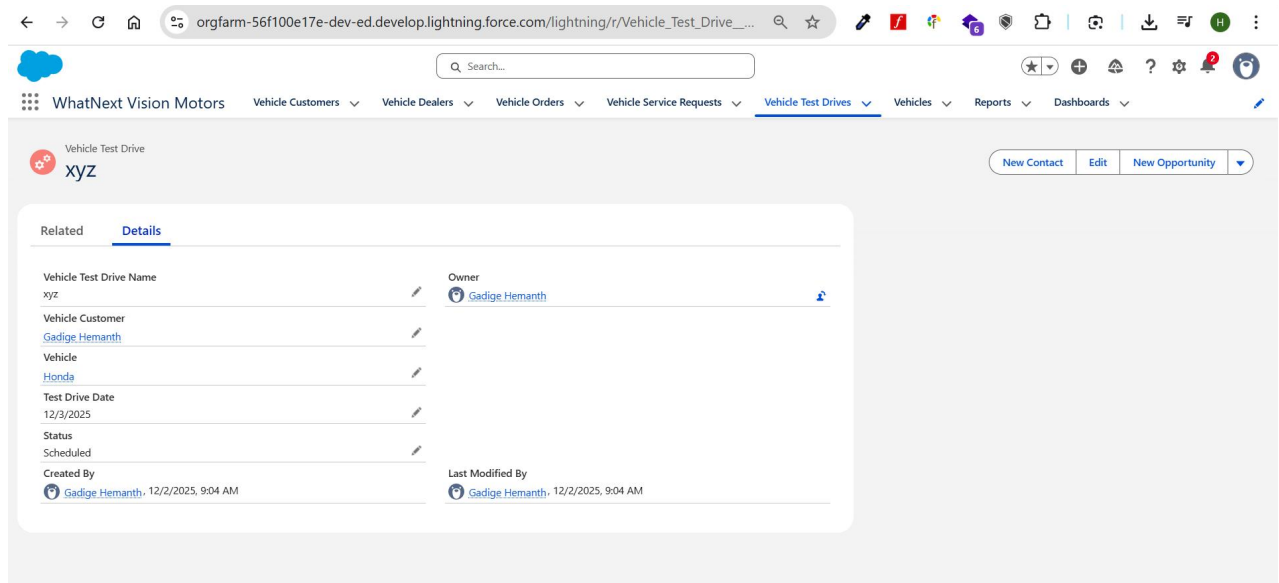 orgfarm-56f100e17e-dev-ed.develop.lightning.force.com/lightning/r/Vehicle_Test_Drive__...
6
H
Search...
2
WhatNext Vision Motors
Vehicle Customers
Vehicle Dealers
Vehicle Orders
Vehicle Service Requests
Vehicle Test Drives
Vehicles
Reports
Dashboards
Vehicle Test Drive
xyz
New Contact
Edit
New Opportunity
Related
Details
Vehicle Test Drive Name
xyz
Owner
Gadige Hemanth
Vehicle Customer
Gadige Hemanth
Vehicle
Honda
Test Drive Date
12/3/2025
Status
Scheduled
Created By
Gadige Hemanth, 12/2/2025, 9:04 AM
Last Modified By
Gadige Hemanth, 12/2/2025, 9:04 AM